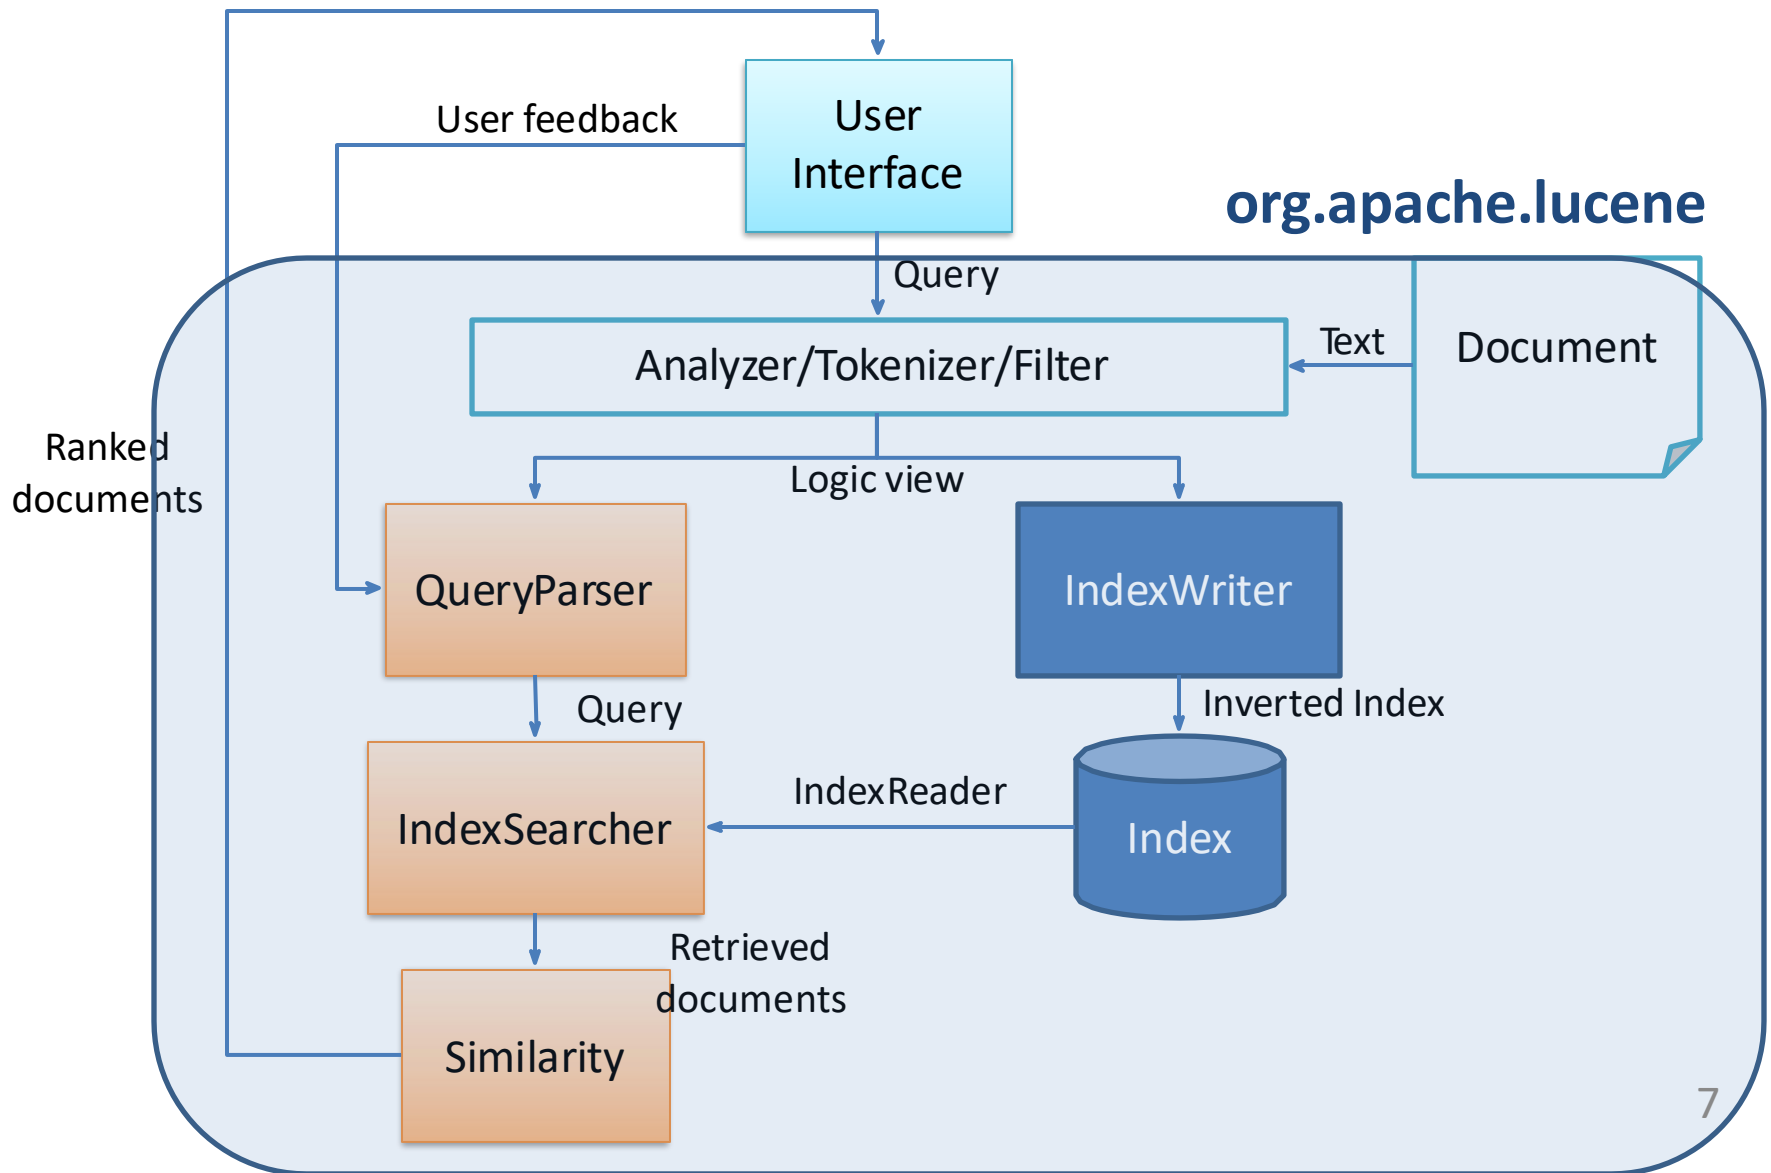 User feedback
User
Interface
org.apache.lucene
Query
Analyzer/Tokenizer/Filter
Text
Document
Ranked
documents
Logic view
QueryParser
IndexWriter
Query
Inverted Index
IndexReader
IndexSearcher
Index
Retrieved
documents
Similarity
7